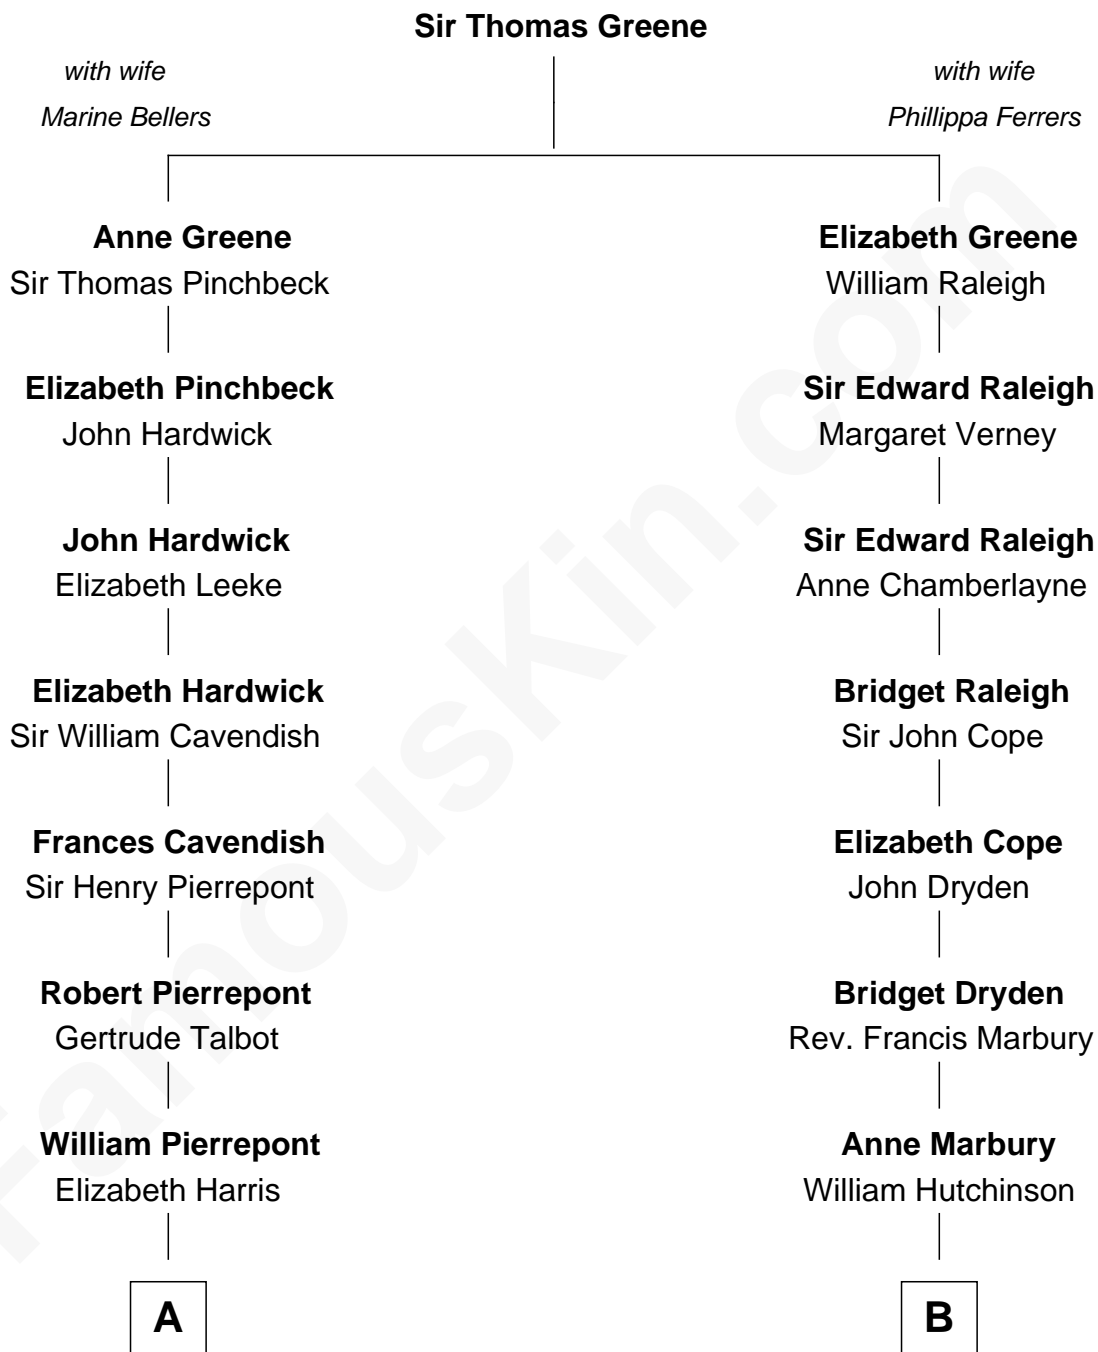 Sir Thomas Greene
with wife
Marine Bellers
with wife
Phillippa Ferrers
Anne Greene
Sir Thomas Pinchbeck
Elizabeth Greene
William Raleigh
Elizabeth Pinchbeck
John Hardwick
Sir Edward Raleigh
Margaret Verney
John Hardwick
Elizabeth Leeke
Sir Edward Raleigh
Anne Chamberlayne
Elizabeth Hardwick
Sir William Cavendish
Bridget Raleigh
Sir John Cope
Frances Cavendish
Sir Henry Pierrepont
Elizabeth Cope
John Dryden
Robert Pierrepont
Gertrude Talbot
Bridget Dryden
Rev. Francis Marbury
William Pierrepont
Elizabeth Harris
Anne Marbury
William Hutchinson
A
B
FamousKin.com